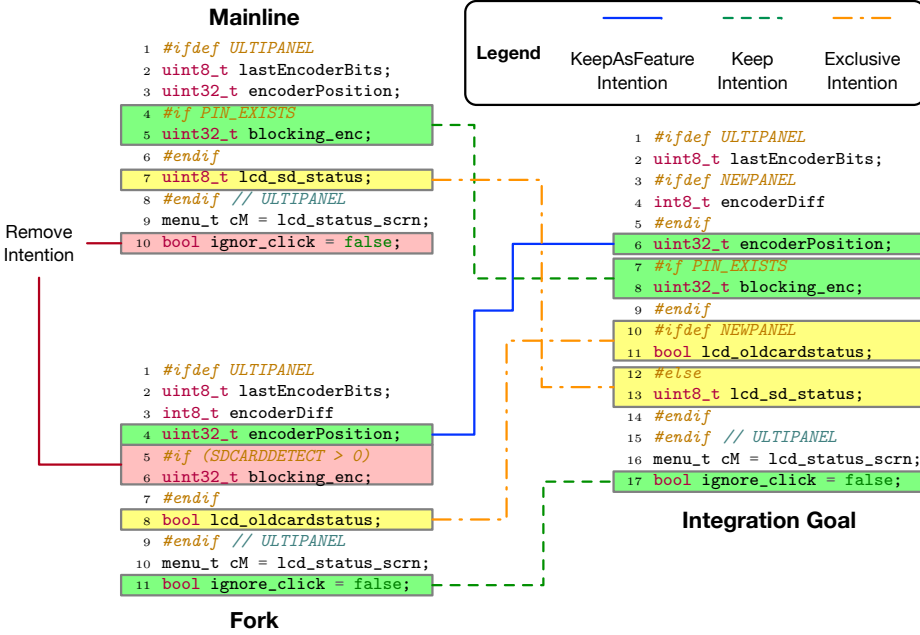 Mainline
1 #ifdef ULTIPANEL
2 uint8_t lastEncoderBits;
3 uint32_t encoderPosition;
4 #if PIN_EXISTS
5 uint32_t blocking_enc;
6 #endif
7 uint8_t lcd_sd_status;
8 #endif // ULTIPANEL
9 menu_t cM = lcd_status_scrn;
10 bool ignor_click = false;
Legend
KeepAsFeature
Intention
Keep
Intention
Exclusive
Intention
Remove
Intention
1 #ifdef ULTIPANEL
2 uint8_t lastEncoderBits;
3 int8_t encoderDiff
4 uint32_t encoderPosition;
5 #if (SDCARDDETECT > 0)
6 uint32_t blocking_enc;
7 #endif
8 bool lcd_oldcardstatus;
9 #endif // ULTIPANEL
10 menu_t cM = lcd_status_scrn;
11 bool ignore_click = false;
Fork
1 #ifdef ULTIPANEL
2 uint8_t lastEncoderBits;
3 #ifdef NEWPANEL
4 int8_t encoderDiff
5 #endif
6 uint32_t encoderPosition;
7 #if PIN_EXISTS
8 uint32_t blocking_enc;
9 #endif
10 #ifdef NEWPANEL
11 bool lcd_oldcardstatus;
12 #else
13 uint8_t lcd_sd_status;
14 #endif
15 #endif // ULTIPANEL
16 menu_t cM = lcd_status_scrn;
17 bool ignore_click = false;
Integration Goal